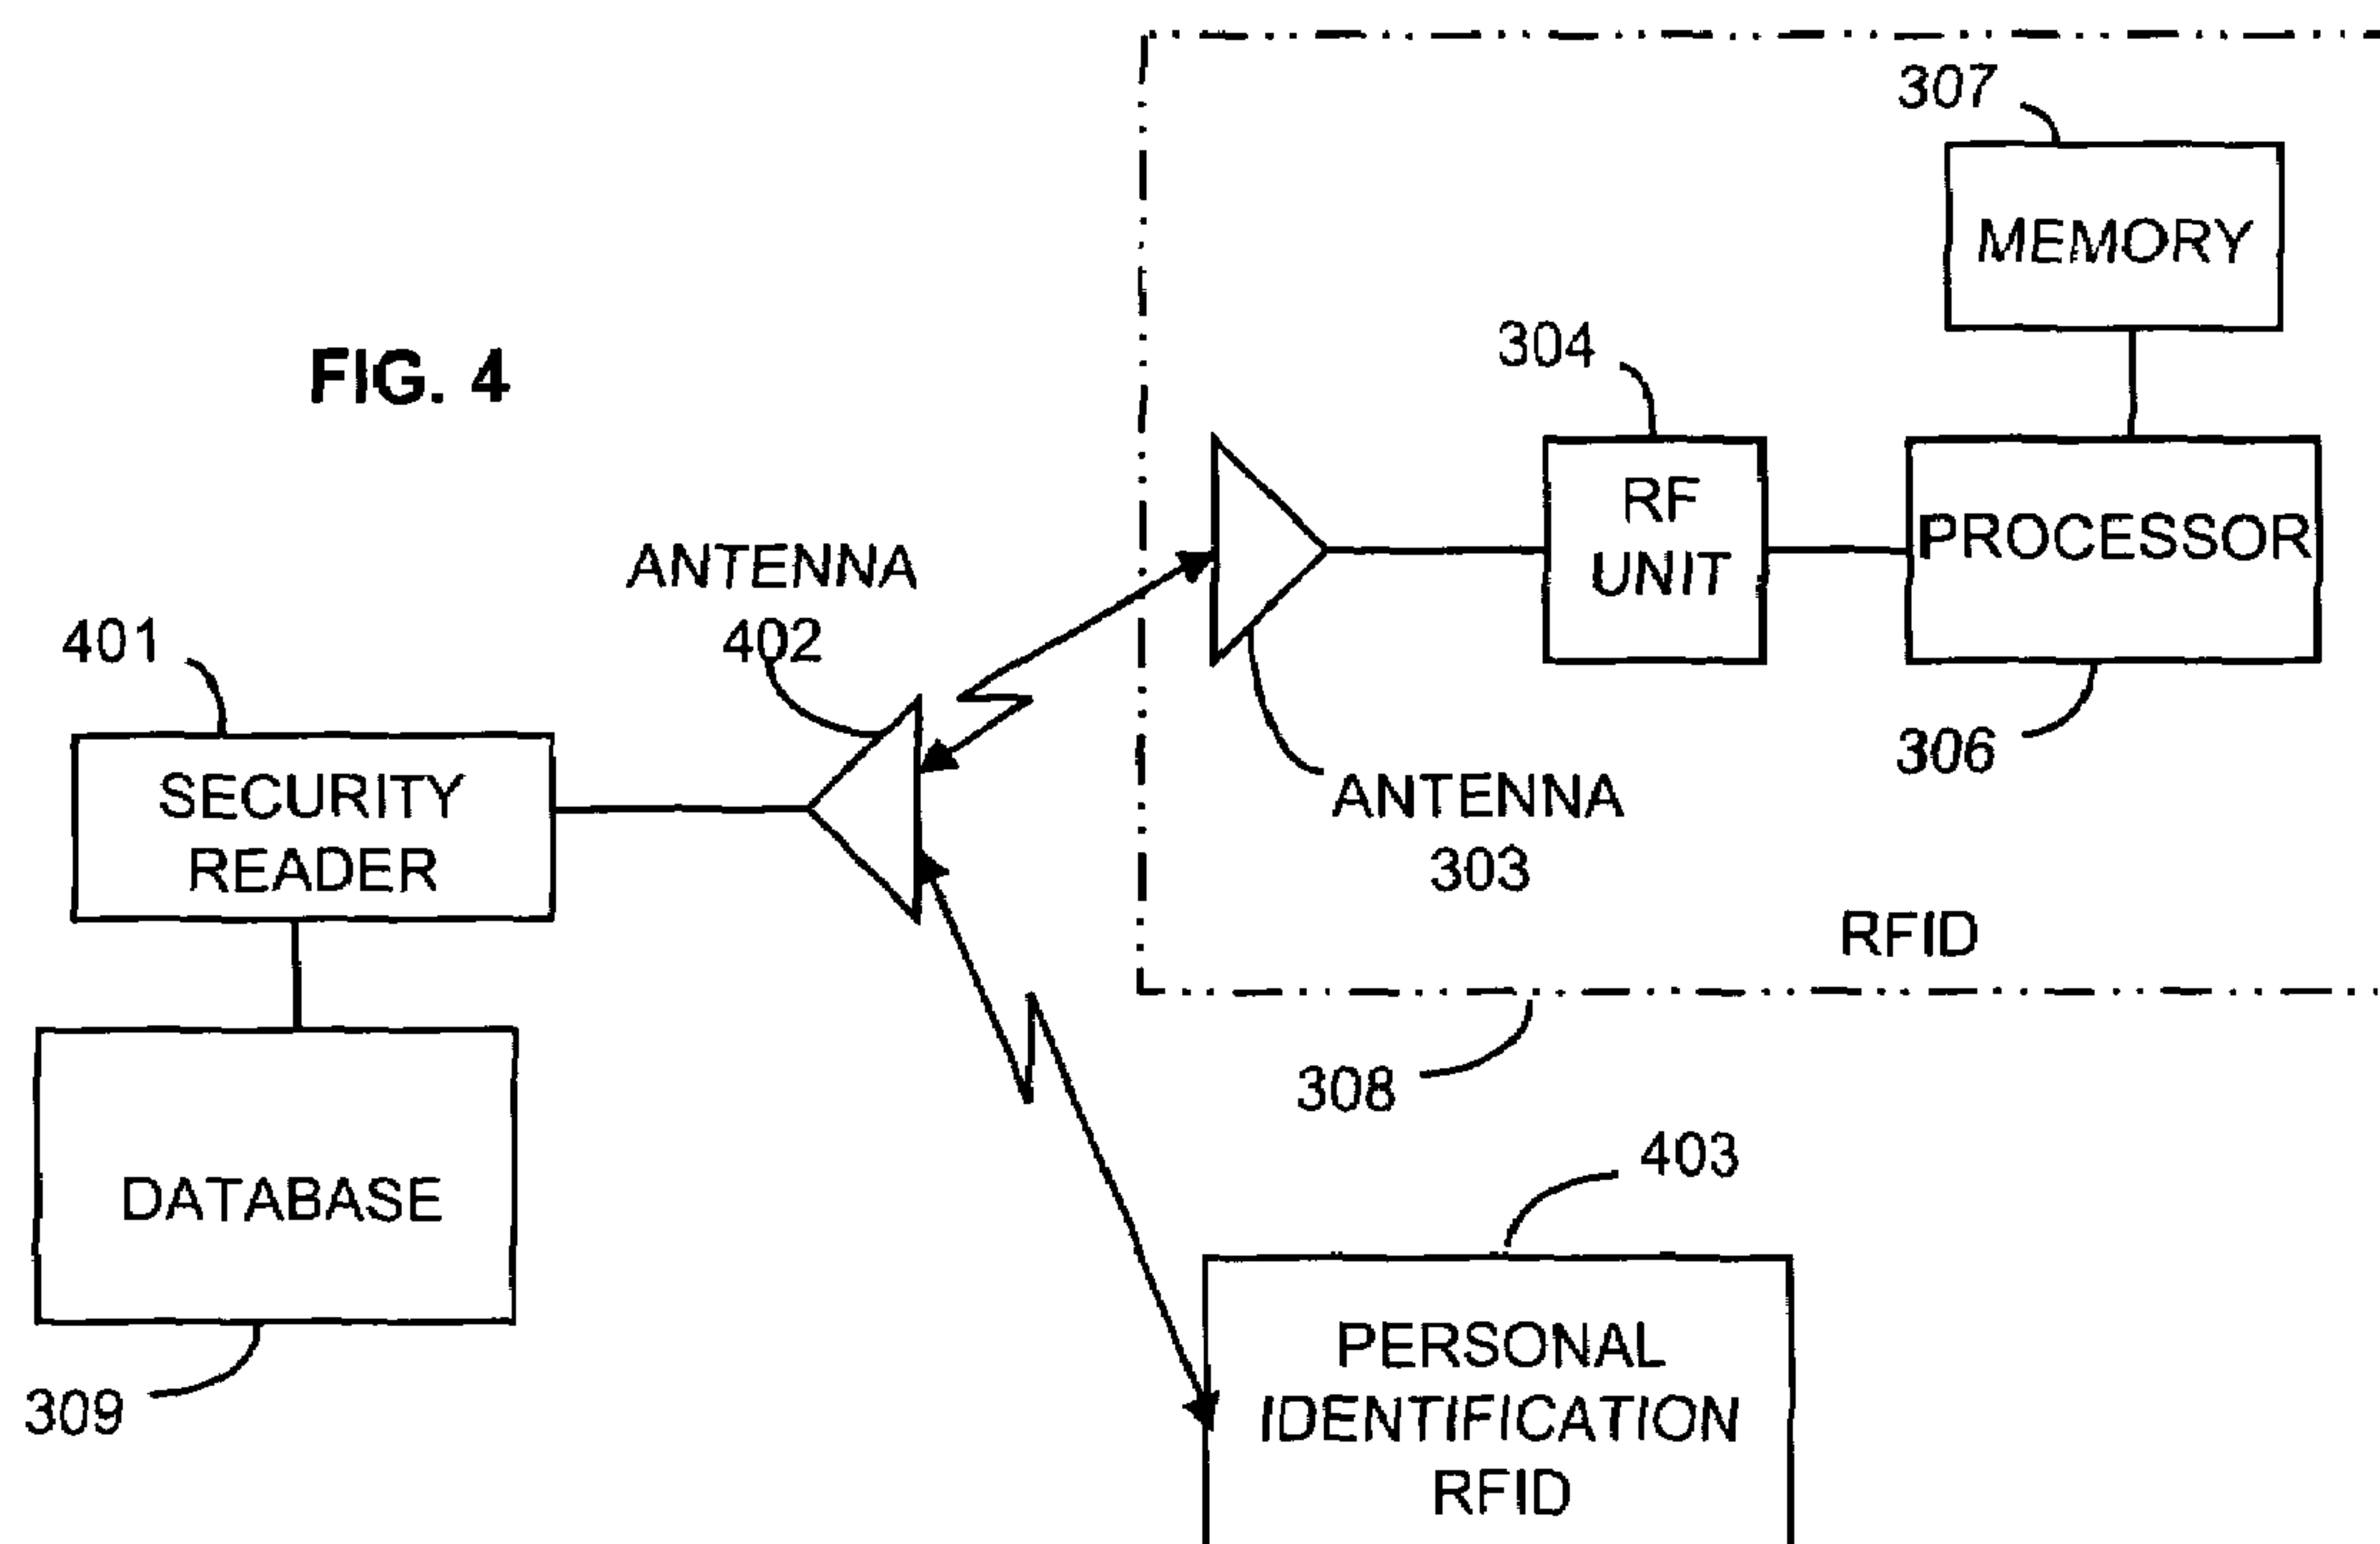 307
MEMORY
304
FIG. 4
RF
UNIT
PROCESSOR
ANTENNA
402
401
306
SECURITY
READER
ANTENNA
303
RFID
308
403
DATABASE
PERSONAL
IDENTIFICATION
RFID
309